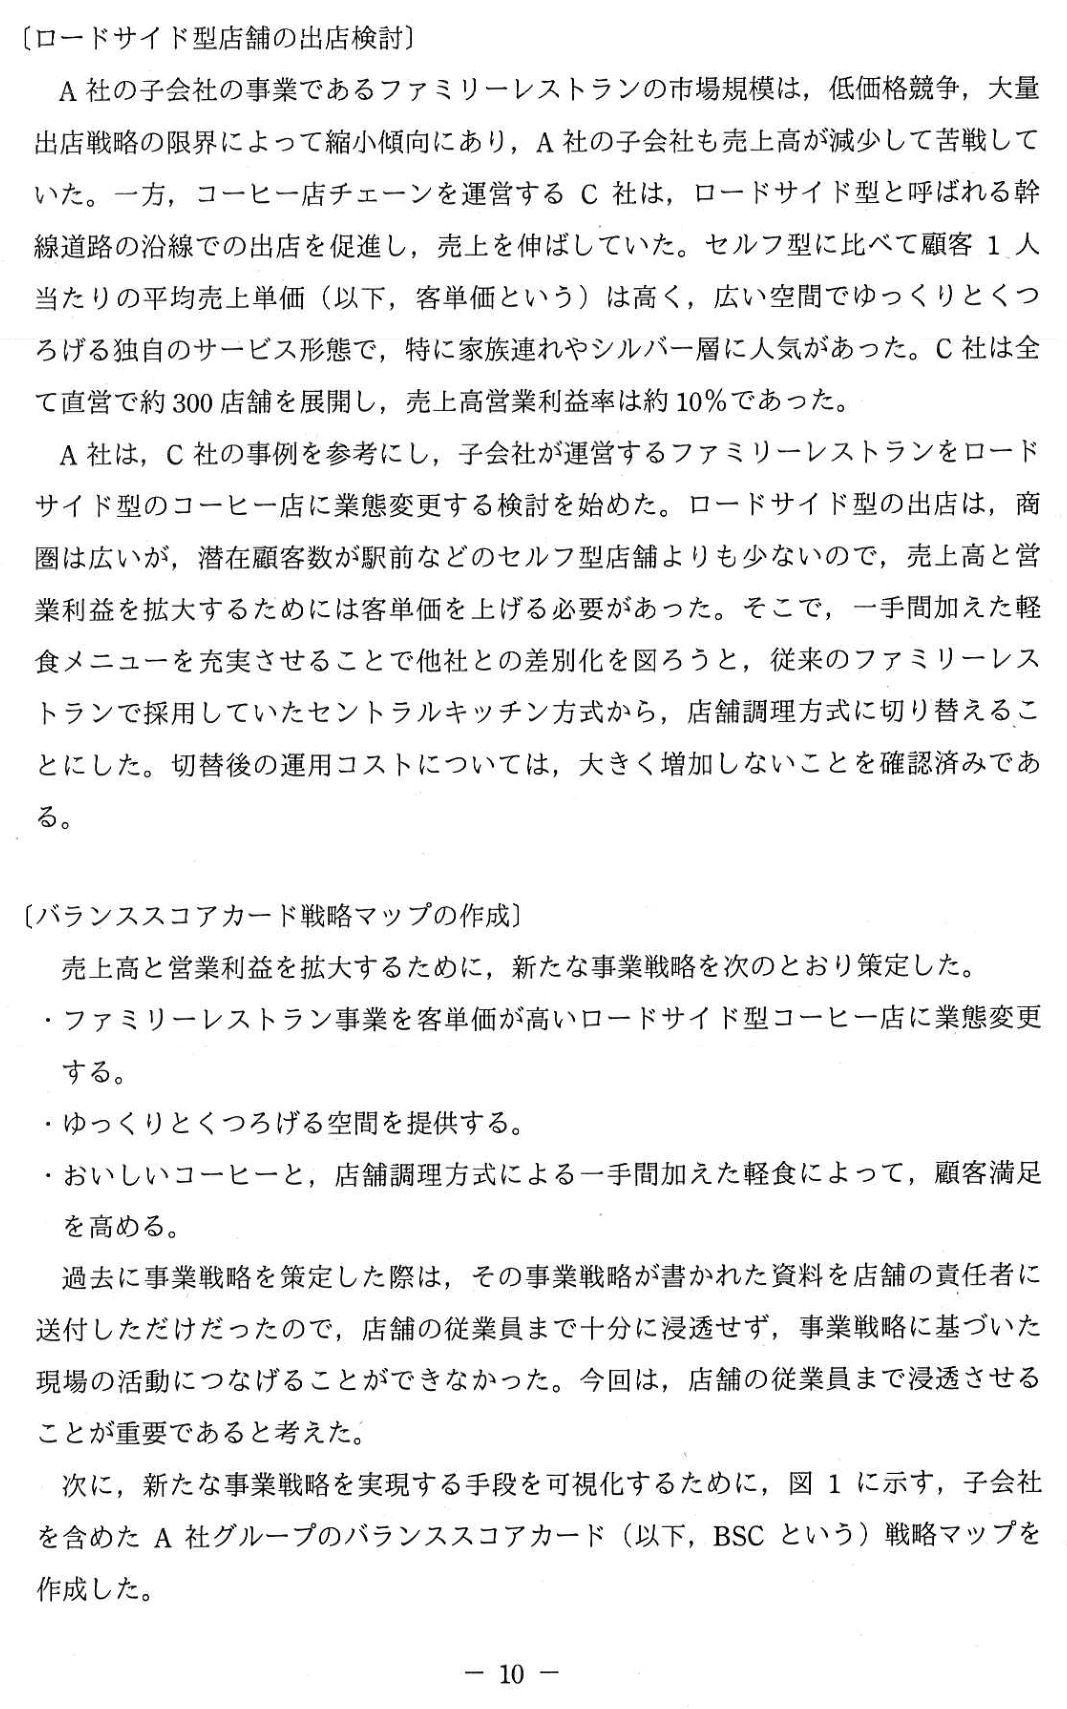 〔ロードサイド型店舗の出店検討〕
A 社の子会社の事業であるファミリーレストランの市場規模は，低価格競争，大量
出店戦略の限界によって縮小傾向にあり，A 社の子会社も売上高が減少して苦戦して
いた。一方，コーヒー店チェーンを運営する C 社は，ロードサイド型と呼ばれる幹
線道路の沿線での出店を促進し，売上を伸ばしていた。セルフ型に比べて顧客 1 人
当たりの平均売上単価（以下，客単価という）は高く，広い空間でゆっくりとくつ
ろげる独自のサービス形態で，特に家族連れやシルバー層に人気があった。C 社は全
て直営で約 300 店舗を展開し，売上高営業利益率は約 10％であった。
A 社は，C 社の事例を参考にし，子会社が運営するファミリーレストランをロード
サイド型のコーヒー店に業態変更する検討を始めた。ロードサイド型の出店は，商
圏は広いが，潜在顧客数が駅前などのセルフ型店舗よりも少ないので，売上高と営
業利益を拡大するためには客単価を上げる必要があった。そこで，一手間加えた軽
食メニューを充実させることで他社との差別化を図ろうと，従来のファミリーレス
トランで採用していたセントラルキッチン方式から，店舗調理方式に切り替えるこ
とにした。切替後の運用コストについては，大きく増加しないことを確認済みであ
る。
〔バランススコアカード戦略マップの作成〕
売上高と営業利益を拡大するために，新たな事業戦略を次のとおり策定した。
・ファミリーレストラン事業を客単価が高いロードサイド型コーヒー店に業態変更
する。
・ゆっくりとくつろげる空間を提供する。
・おいしいコーヒーと，店舗調理方式による一手間加えた軽食によって，顧客満足
を高める。
過去に事業戦略を策定した際は，その事業戦略が書かれた資料を店舗の責任者に
送付しただけだったので，店舗の従業員まで十分に浸透せず，事業戦略に基づいた
現場の活動につなげることができなかった。今回は，店舗の従業員まで浸透させる
ことが重要であると考えた。
次に，新たな事業戦略を実現する手段を可視化するために，図 1 に示す，子会社
を含めた A 社グループのバランススコアカード（以下，BSC という）戦略マップを
作成した。
－ 10 －